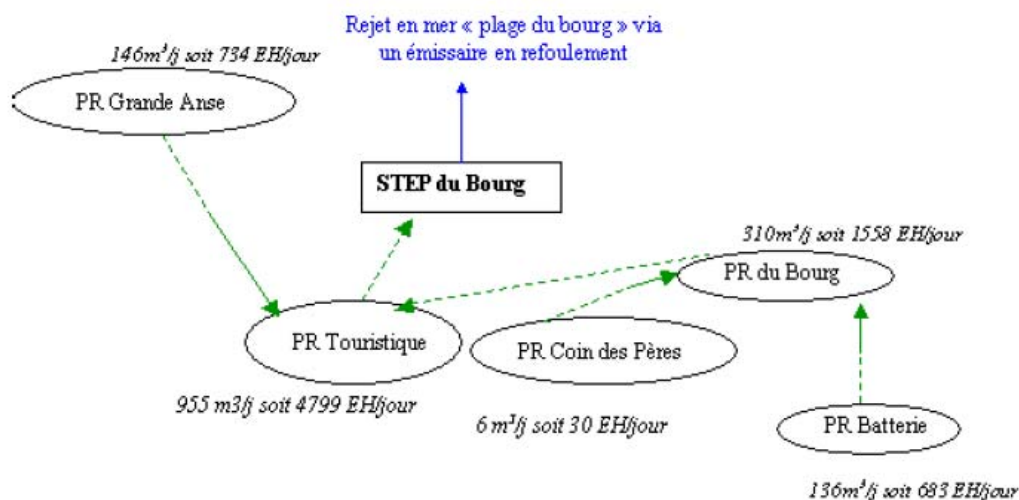 Rejet en mer « plage du bourg » via
un émissaire en refoulement
146m³/j soit 734 EH/jour
PR Grande Anse
STEP du Bourg
310m³/j soit 1558 EH/jour
PR du Bourg
PR Touristique
PR Coin des Pères
955 m3/j soit 4799 EH/jour
6 m³/j soit 30 EH/jour
PR Batterie
136m³/j soit 683 EH/jour